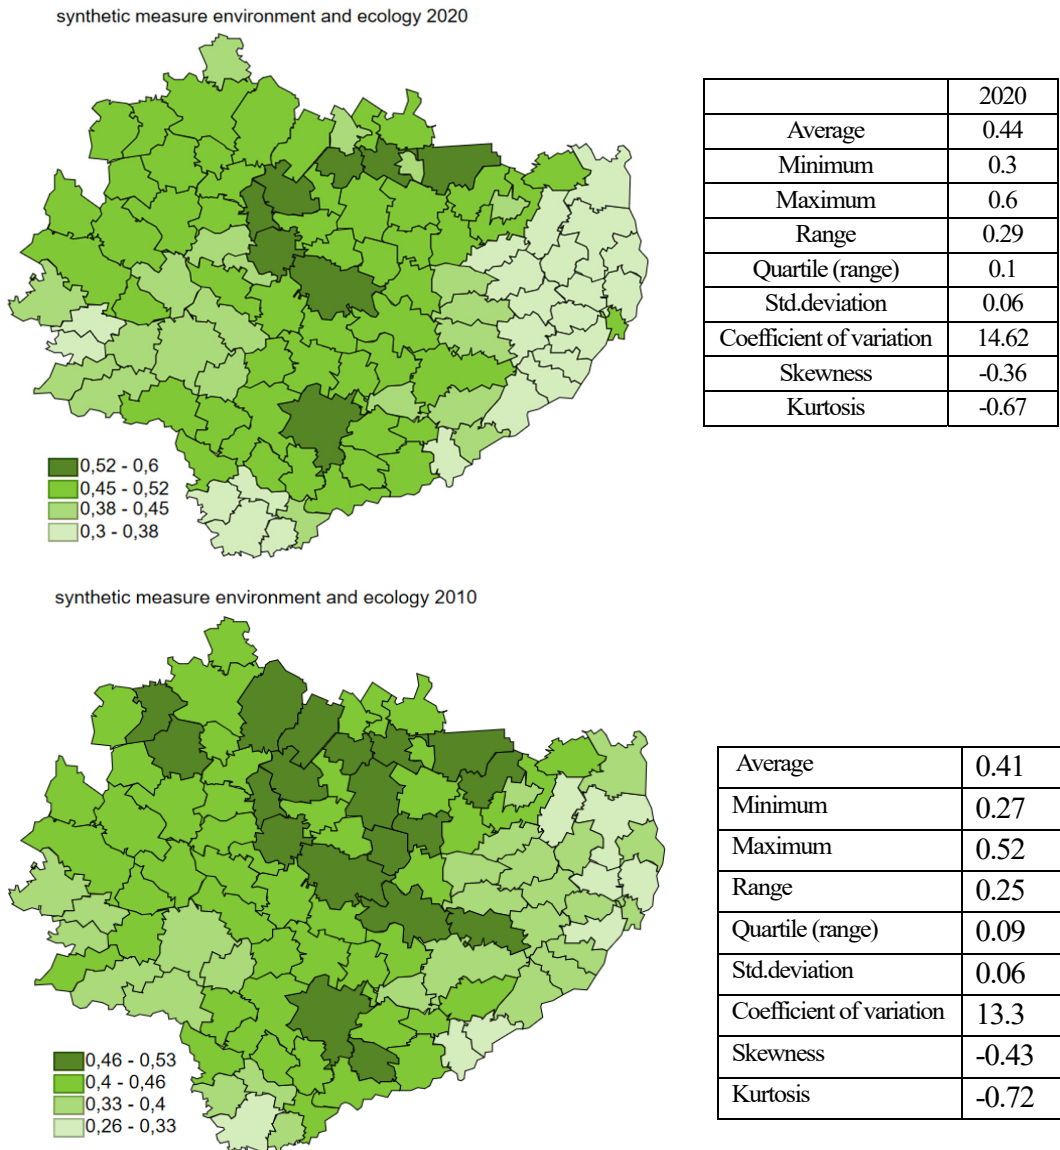 synthetic measure environment and ecology 2020
2020
Average 0.44
Minimum 0.3
Maximum 0.6
Range 0.29
Quartile (range) 0.1
Std.deviation 0.06
Coefficient of variation 14.62
Skewness -0.36
Kurtosis -0.67
0,52 - 0,6
0,45 - 0,52
0,38 - 0,45
0,3 - 0,38
synthetic measure environment and ecology 2010
Average 0.41
Minimum 0.27
Maximum 0.52
Range 0.25
Quartile (range) 0.09
Std.deviation 0.06
Coefficient of variation 13.3
Skewness -0.43
Kurtosis -0.72
0,46 - 0,53
0,4 - 0,46
0,33 - 0,4
0,26 - 0,33